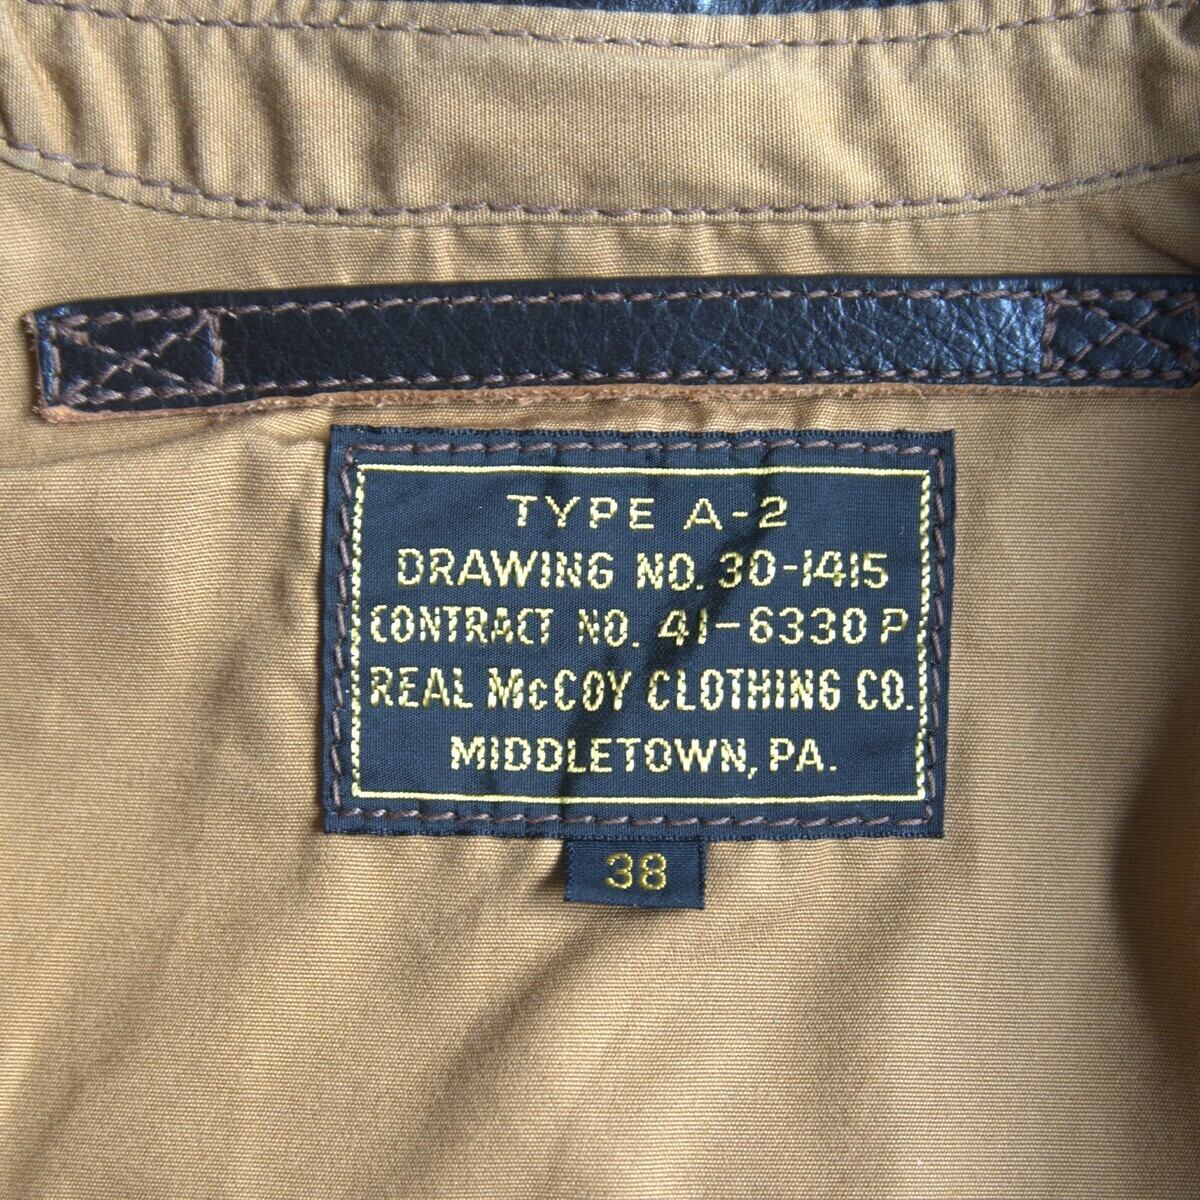 TYPE A-2
DRAWING NO. 30-1415
CONTRACT NO. 41-6330 P
REAL McCOY CLOTHING CO.
MIDDLETOWN, PA.
38